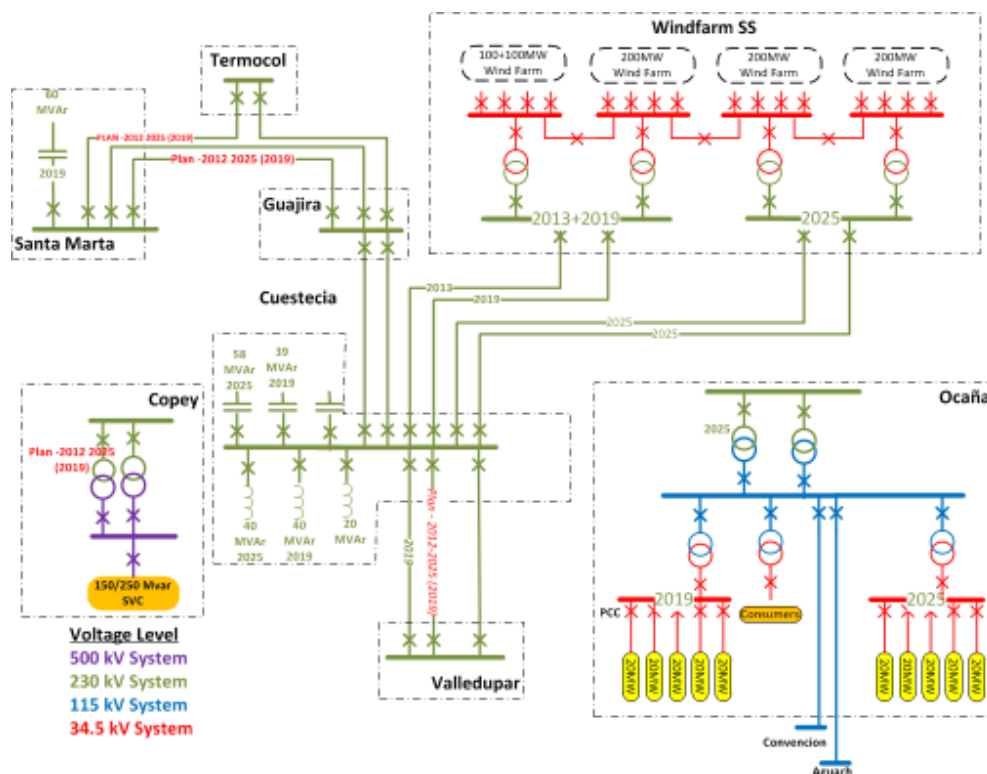 Windfarm SS
Termocol
100+100MW
Wind Farm
200MW
Wind Farm
200MW
Wind Farm
200MW
Wind Farm
60
MVAr
2019
PLAN -2012 2025 (2019)
Plan -2012 2025 (2019)
Guajira
Santa Marta
2013+2019
2025
Cuestecia
2013
2019
2025
2025
58
MVAr
2025
39
MVAr
2019
Copey
Plan -2012 2025
(2019)
150/250 Mvar
SVC
40
MVAr
2025
40
MVAr
2019
20
MVAr
2019
Plan - 2012-2025 (2019)
Valledupar
Ocaña
2025
PCC
2019
Consumers
2025
20MW
20MW
20MW
20MW
20MW
20MW
20MW
20MW
20MW
20MW
Convencion
Aguach
Voltage Level
500 kV System
230 kV System
115 kV System
34.5 kV System